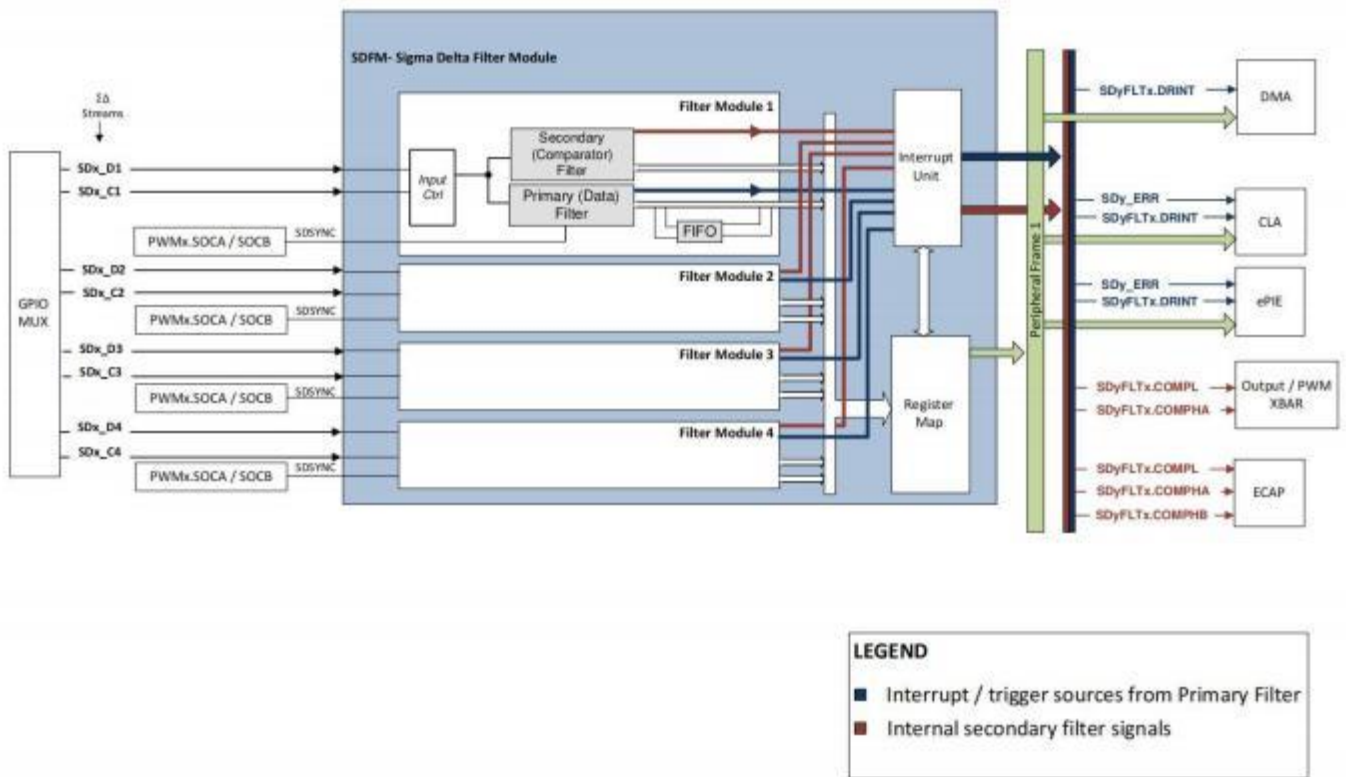 SDFM- Sigma Delta Filter Module
ΣΔ
Streams
GPIO
MUX
SDx_D1
SDx_C1
PWMx.SOCA / SOCB
SDSYNC
SDx_D2
SDx_C2
PWMx.SOCA / SOCB
SDSYNC
SDx_D3
SDx_C3
PWMx.SOCA / SOCB
SDSYNC
SDx_D4
SDx_C4
PWMx.SOCA / SOCB
SDSYNC
Filter Module 1
Input
Ctrl
Secondary
(Comparator)
Filter
Primary (Data)
Filter
FIFO
Filter Module 2
Filter Module 3
Filter Module 4
Interrupt
Unit
Register
Map
Peripheral Frame 1
SDyFLTx.DRINT
DMA
SDy_ERR
SDyFLTx.DRINT
CLA
SDy_ERR
SDyFLTx.DRINT
ePIE
SDyFLTx.COMPL
SDyFLTx.COMPHA
Output / PWM
XBAR
SDyFLTx.COMPL
SDyFLTx.COMPHA
SDyFLTx.COMPHB
ECAP
LEGEND
Interrupt / trigger sources from Primary Filter
Internal secondary filter signals